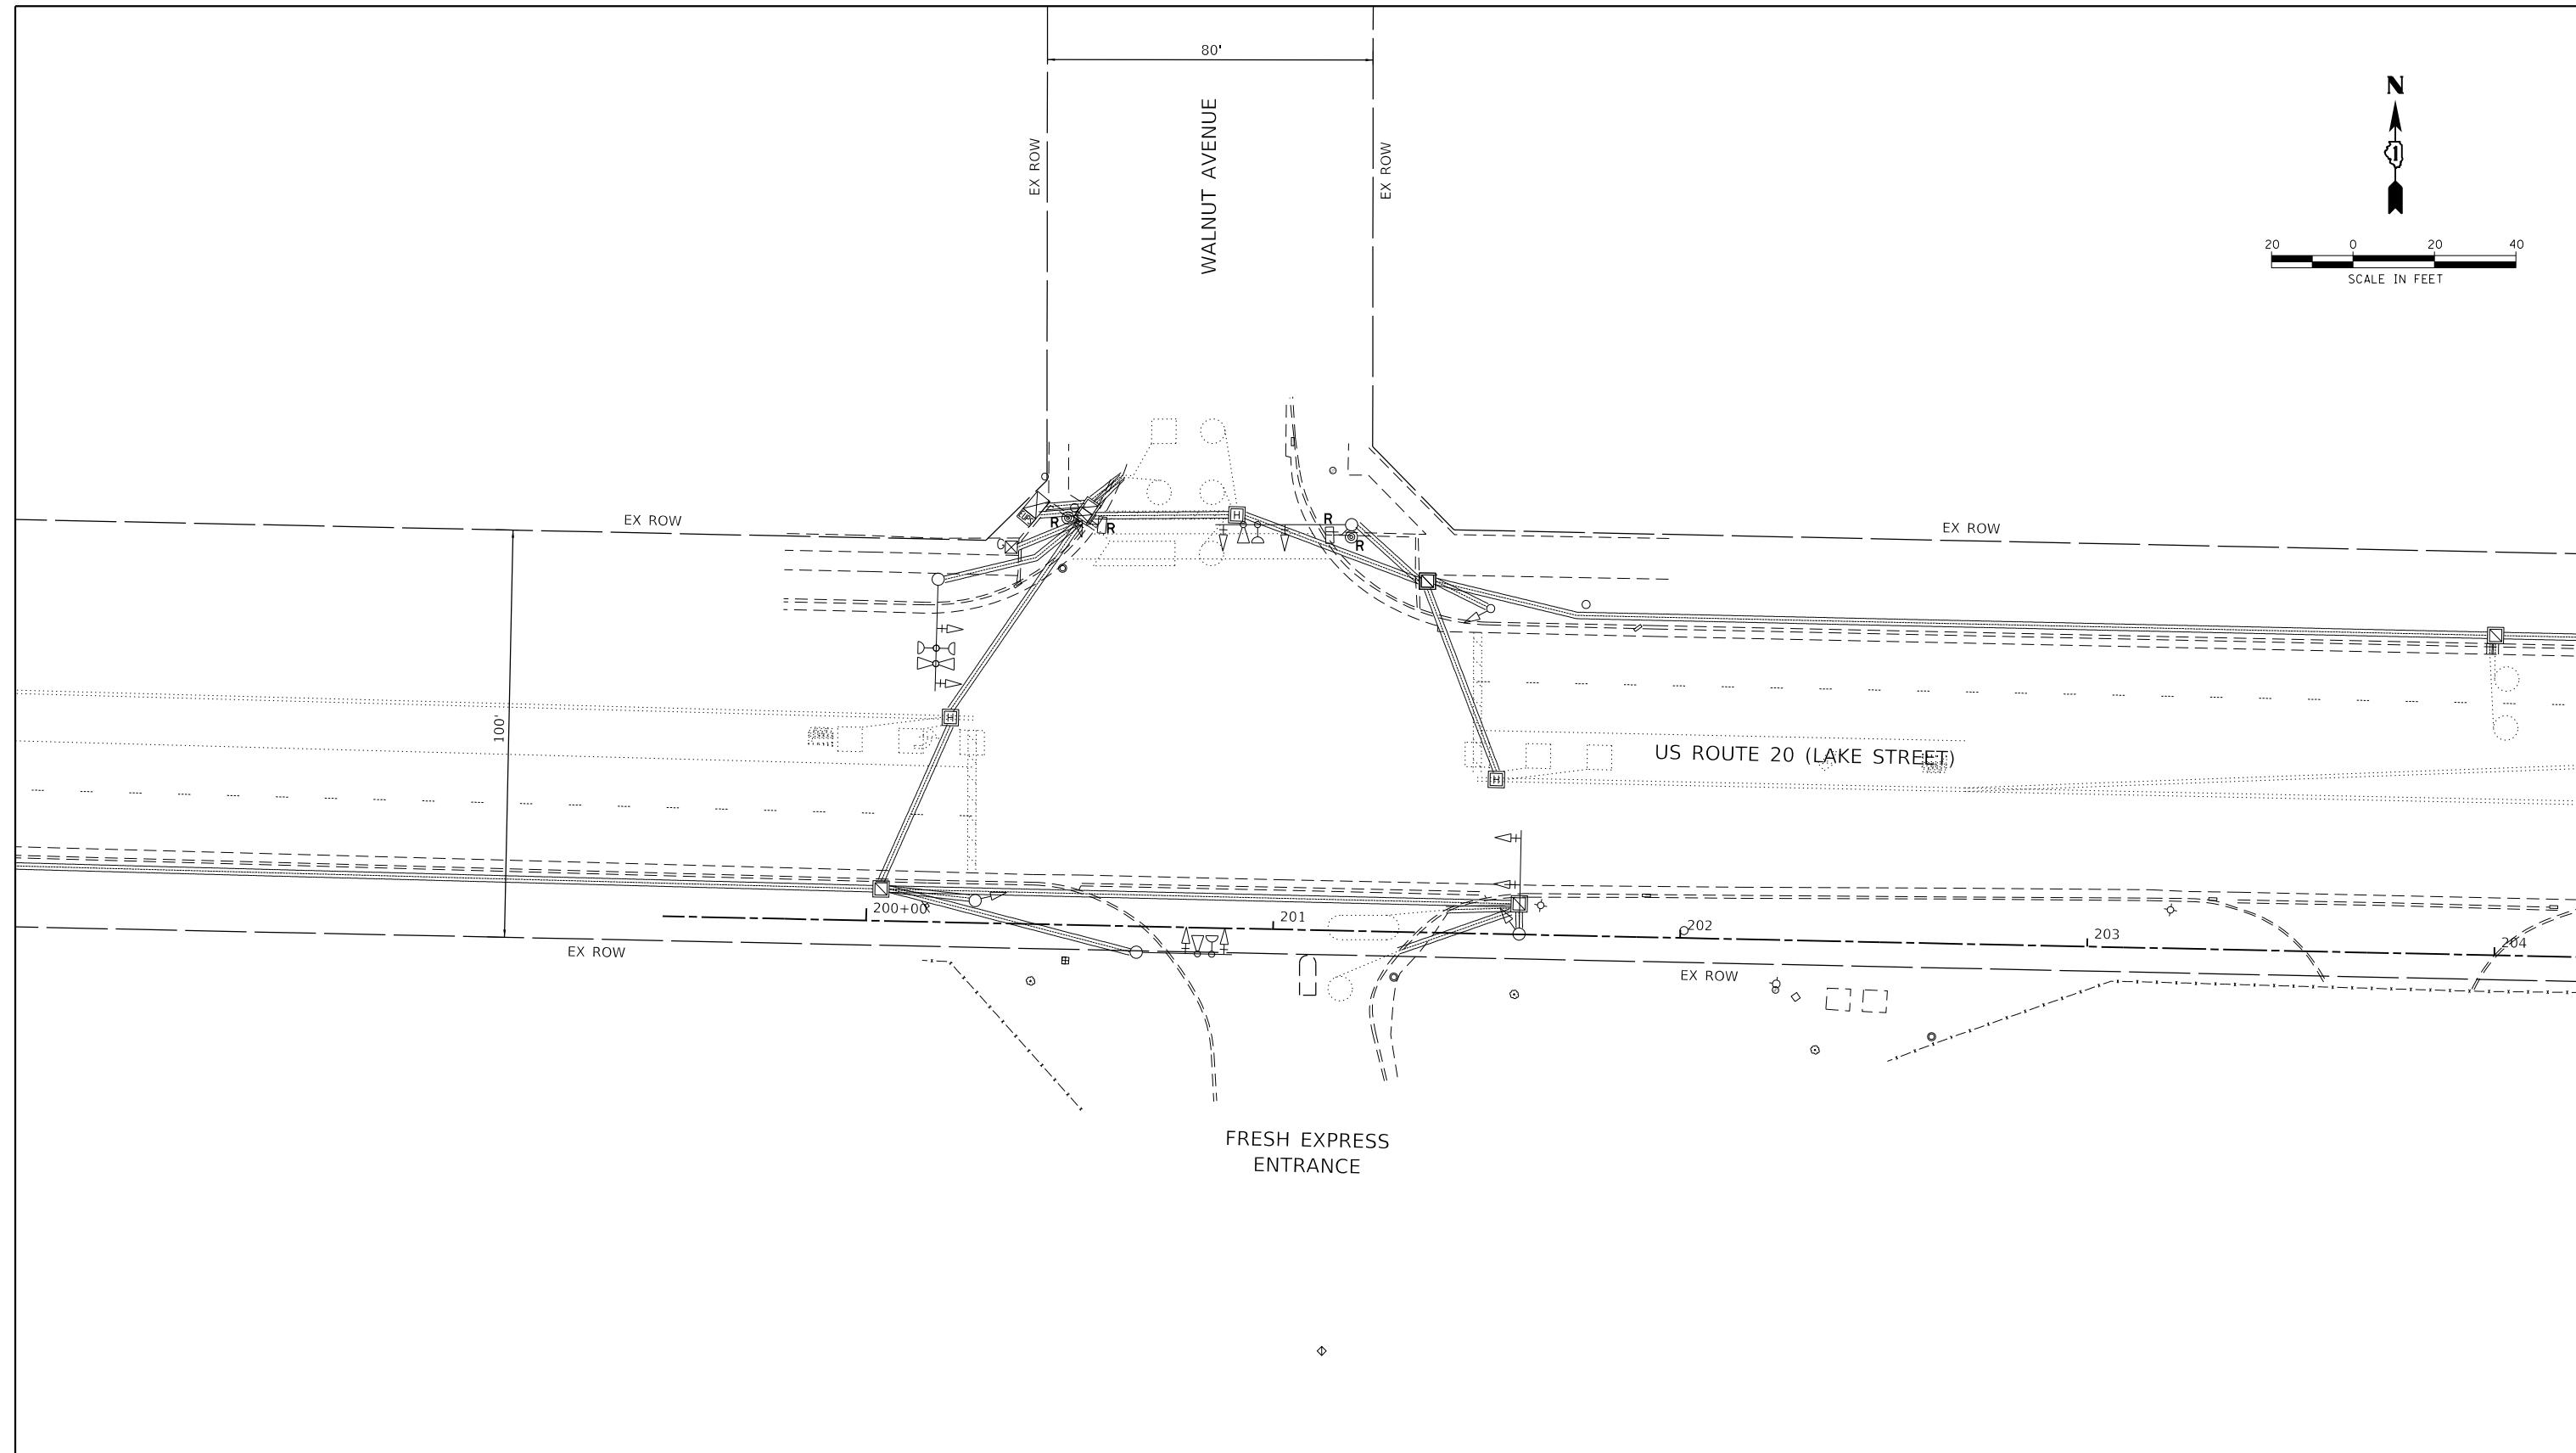 80'
N
EX ROW
WALNUT AVENUE
EX ROW
1
20 0 20 40
SCALE IN FEET
EX ROW
R
R
R
R
EX ROW
H
H
100'
US ROUTE 20 (LAKE STREET)
H
200+00
201
202
203
204
EX ROW
EX ROW
FRESH EXPRESS
ENTRANCE